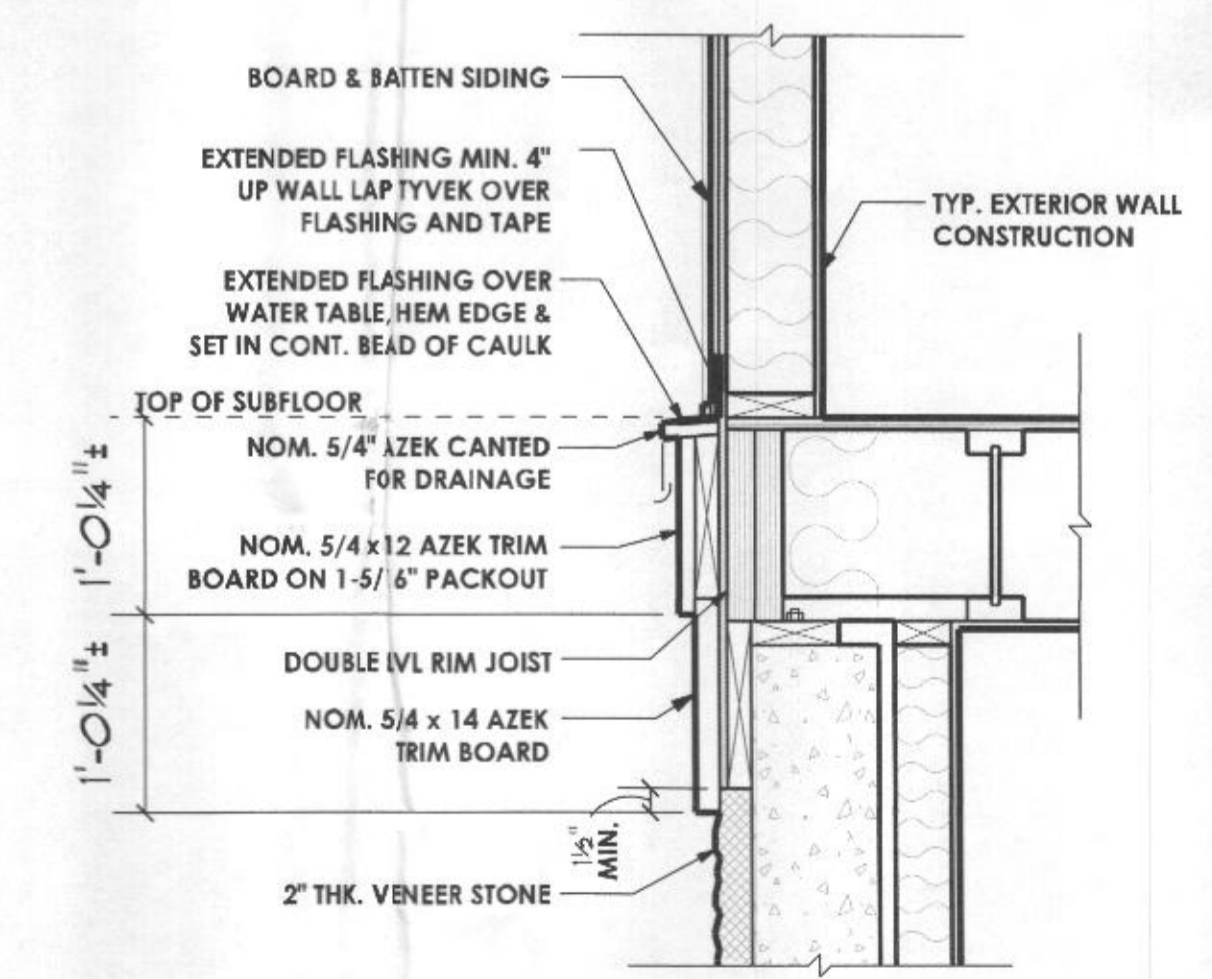 BOARD & BATTEN SIDING
EXTENDED FLASHING MIN. 4"
UP WALL LAP TYVEK OVER
FLASHING AND TAPE
TYP. EXTERIOR WALL
CONSTRUCTION
EXTENDED FLASHING OVER
WATER TABLE, HEM EDGE &
SET IN CONT. BEAD OF CAULK
TOP OF SUBFLOOR
NOM. 5/4" AZEK CANTED
FOR DRAINAGE
1'-0¼"±
NOM. 5/4 x 12 AZEK TRIM
BOARD ON 1-5/16" PACKOUT
DOUBLE LVL RIM JOIST
1'-0¼"±
NOM. 5/4 x 14 AZEK
TRIM BOARD
1½"
MIN.
2" THK. VENEER STONE